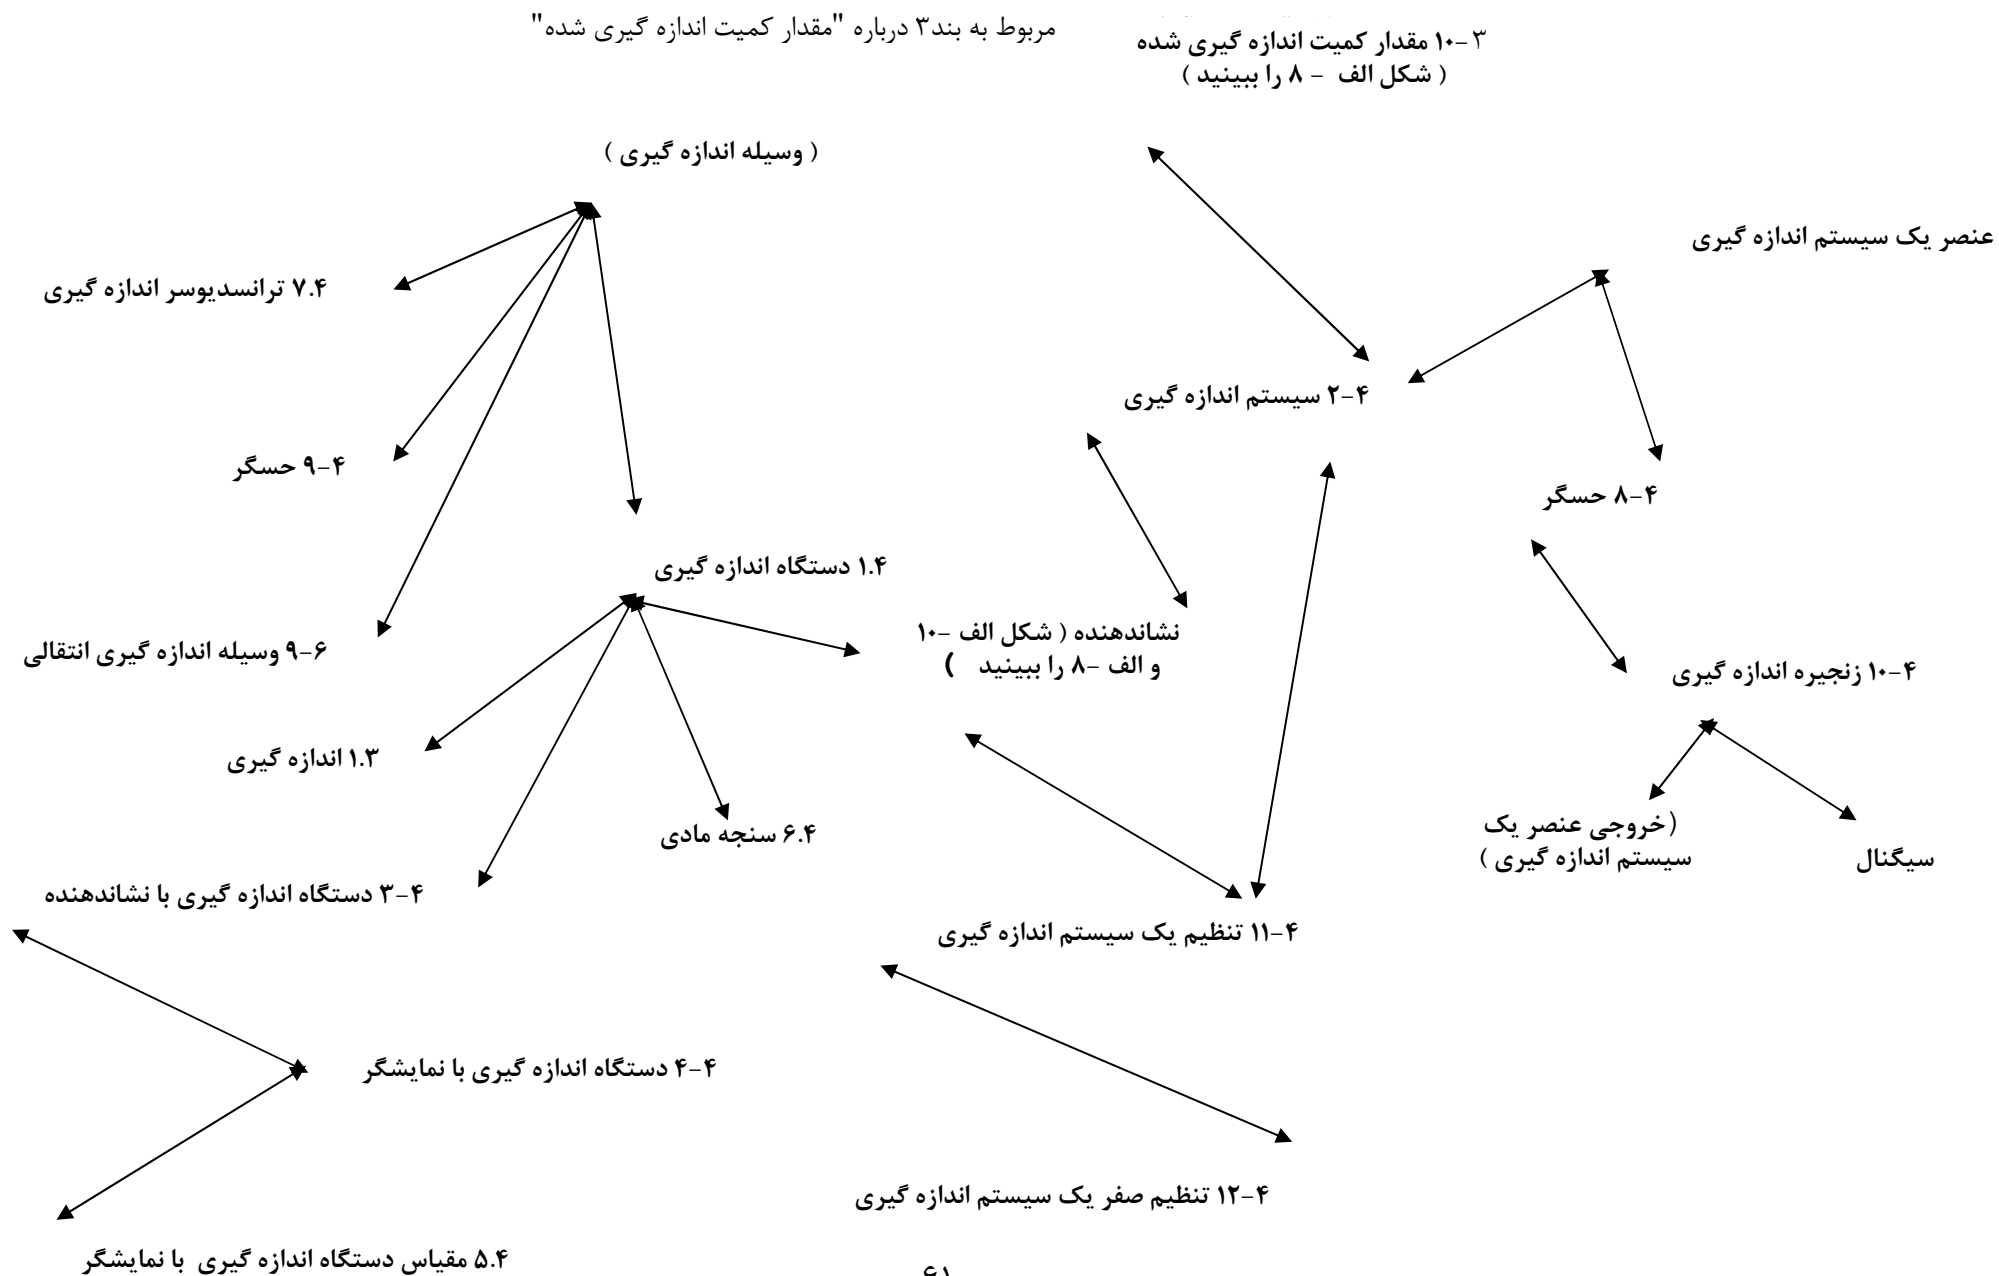 مربوط به بند۳ درباره "مقدار کمیت اندازه گیری شده"
۳-۱۰ مقدار کمیت اندازه گیری شده
( شکل الف - ۸ را ببینید )
( وسیله اندازه گیری )
عنصر یک سیستم اندازه گیری
۷.۴ ترانسدیوسر اندازه گیری
۴-۲ سیستم اندازه گیری
۴-۹ حسگر
۴-۸ حسگر
۱.۴ دستگاه اندازه گیری
نشاندهنده ( شکل الف -۱۰
و الف -۸ را ببینید )
۶-۹ وسیله اندازه گیری انتقالی
۴-۱۰ زنجیره اندازه گیری
۱.۳ اندازه گیری
۶.۴ سنجه مادی
(خروجی عنصر یک
سیستم اندازه گیری )
سیگنال
۴-۳ دستگاه اندازه گیری با نشاندهنده
۴-۱۱ تنظیم یک سیستم اندازه گیری
۴-۴ دستگاه اندازه گیری با نمایشگر
۴-۱۲ تنظیم صفر یک سیستم اندازه گیری
۵.۴ مقیاس دستگاه اندازه گیری با نمایشگر
۶۱